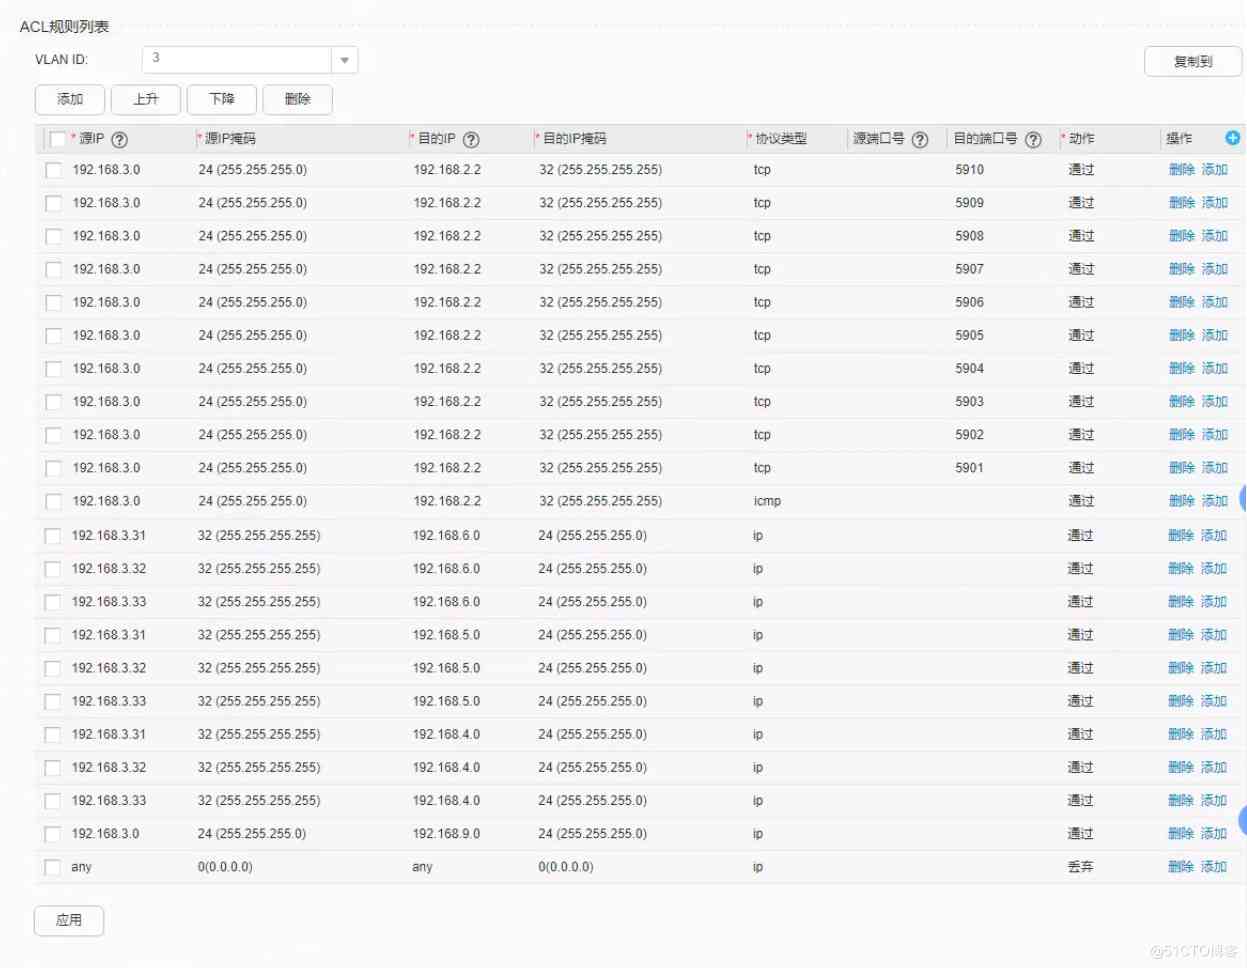 ACL规则列表
VLAN ID: 3 复制到
添加 上升 下降 删除
* 源IP ? * 源IP掩码 * 目的IP ? * 目的IP掩码 * 协议类型 源端口号 ? 目的端口号 ? * 动作 操作
192.168.3.0 24 (255.255.255.0) 192.168.2.2 32 (255.255.255.255) tcp 5910 通过 删除 添加
192.168.3.0 24 (255.255.255.0) 192.168.2.2 32 (255.255.255.255) tcp 5909 通过 删除 添加
192.168.3.0 24 (255.255.255.0) 192.168.2.2 32 (255.255.255.255) tcp 5908 通过 删除 添加
192.168.3.0 24 (255.255.255.0) 192.168.2.2 32 (255.255.255.255) tcp 5907 通过 删除 添加
192.168.3.0 24 (255.255.255.0) 192.168.2.2 32 (255.255.255.255) tcp 5906 通过 删除 添加
192.168.3.0 24 (255.255.255.0) 192.168.2.2 32 (255.255.255.255) tcp 5905 通过 删除 添加
192.168.3.0 24 (255.255.255.0) 192.168.2.2 32 (255.255.255.255) tcp 5904 通过 删除 添加
192.168.3.0 24 (255.255.255.0) 192.168.2.2 32 (255.255.255.255) tcp 5903 通过 删除 添加
192.168.3.0 24 (255.255.255.0) 192.168.2.2 32 (255.255.255.255) tcp 5902 通过 删除 添加
192.168.3.0 24 (255.255.255.0) 192.168.2.2 32 (255.255.255.255) tcp 5901 通过 删除 添加
192.168.3.0 24 (255.255.255.0) 192.168.2.2 32 (255.255.255.255) icmp 通过 删除 添加
192.168.3.31 32 (255.255.255.255) 192.168.6.0 24 (255.255.255.0) ip 通过 删除 添加
192.168.3.32 32 (255.255.255.255) 192.168.6.0 24 (255.255.255.0) ip 通过 删除 添加
192.168.3.33 32 (255.255.255.255) 192.168.6.0 24 (255.255.255.0) ip 通过 删除 添加
192.168.3.31 32 (255.255.255.255) 192.168.5.0 24 (255.255.255.0) ip 通过 删除 添加
192.168.3.32 32 (255.255.255.255) 192.168.5.0 24 (255.255.255.0) ip 通过 删除 添加
192.168.3.33 32 (255.255.255.255) 192.168.5.0 24 (255.255.255.0) ip 通过 删除 添加
192.168.3.31 32 (255.255.255.255) 192.168.4.0 24 (255.255.255.0) ip 通过 删除 添加
192.168.3.32 32 (255.255.255.255) 192.168.4.0 24 (255.255.255.0) ip 通过 删除 添加
192.168.3.33 32 (255.255.255.255) 192.168.4.0 24 (255.255.255.0) ip 通过 删除 添加
192.168.3.0 24 (255.255.255.0) 192.168.9.0 24 (255.255.255.0) ip 通过 删除 添加
any 0(0.0.0.0) any 0(0.0.0.0) ip 丢弃 删除 添加
应用
@51CTO博客